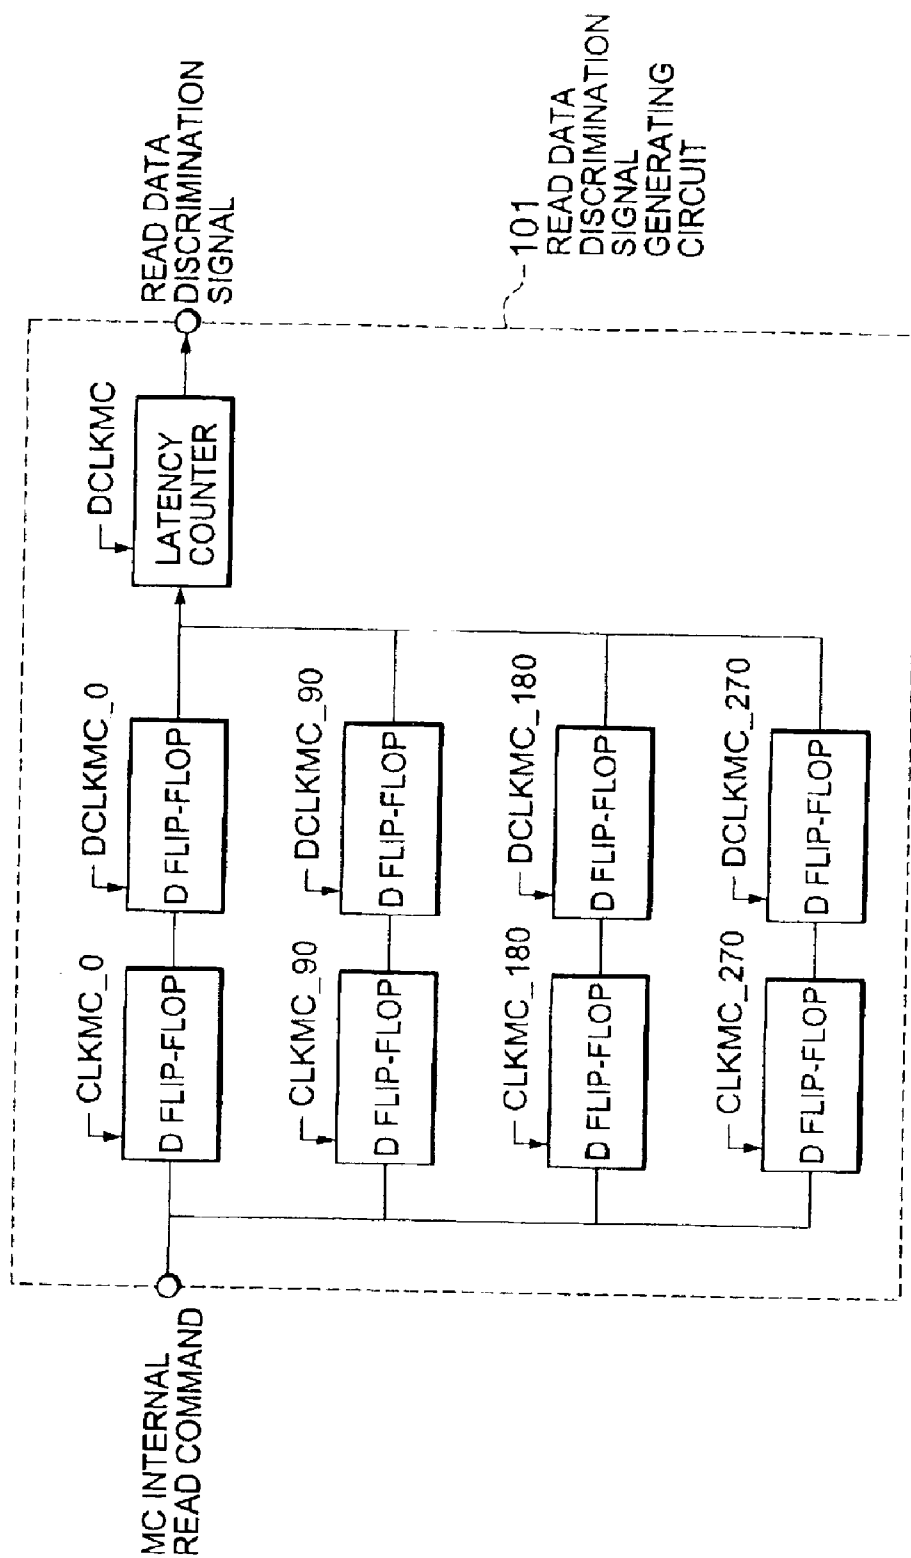 MC INTERNAL
READ COMMAND
CLKMC_0
D FLIP-FLOP
DCLKMC_0
D FLIP-FLOP
DCLKMC
LATENCY
COUNTER
READ DATA
DISCRIMINATION
SIGNAL
CLKMC_90
D FLIP-FLOP
DCLKMC_90
D FLIP-FLOP
CLKMC_180
D FLIP-FLOP
DCLKMC_180
D FLIP-FLOP
CLKMC_270
D FLIP-FLOP
DCLKMC_270
D FLIP-FLOP
101
READ DATA
DISCRIMINATION
SIGNAL
GENERATING
CIRCUIT